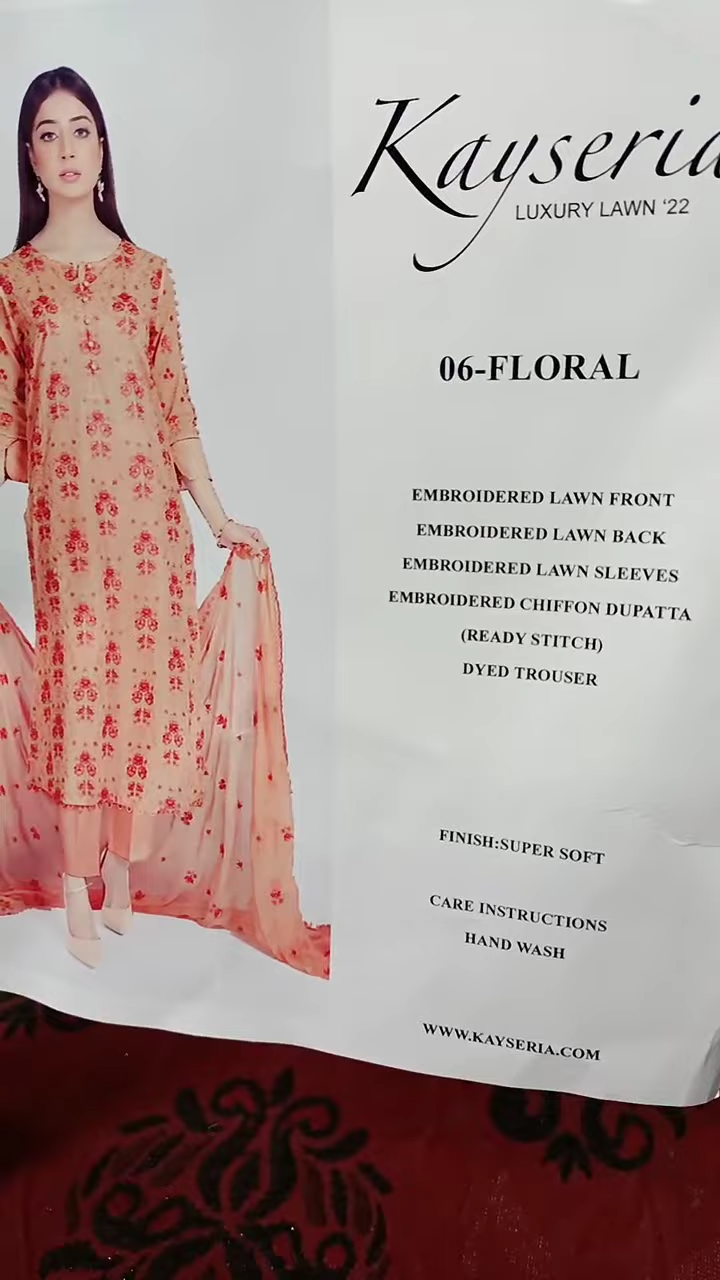 Kayseria
LUXURY LAWN ‘22
06-FLORAL
EMBROIDERED LAWN FRONT
EMBROIDERED LAWN BACK
EMBROIDERED LAWN SLEEVES
EMBROIDERED CHIFFON DUPATTA
(READY STITCH)
DYED TROUSER
FINISH:SUPER SOFT
CARE INSTRUCTIONS
HAND WASH
WWW.KAYSERIA.COM